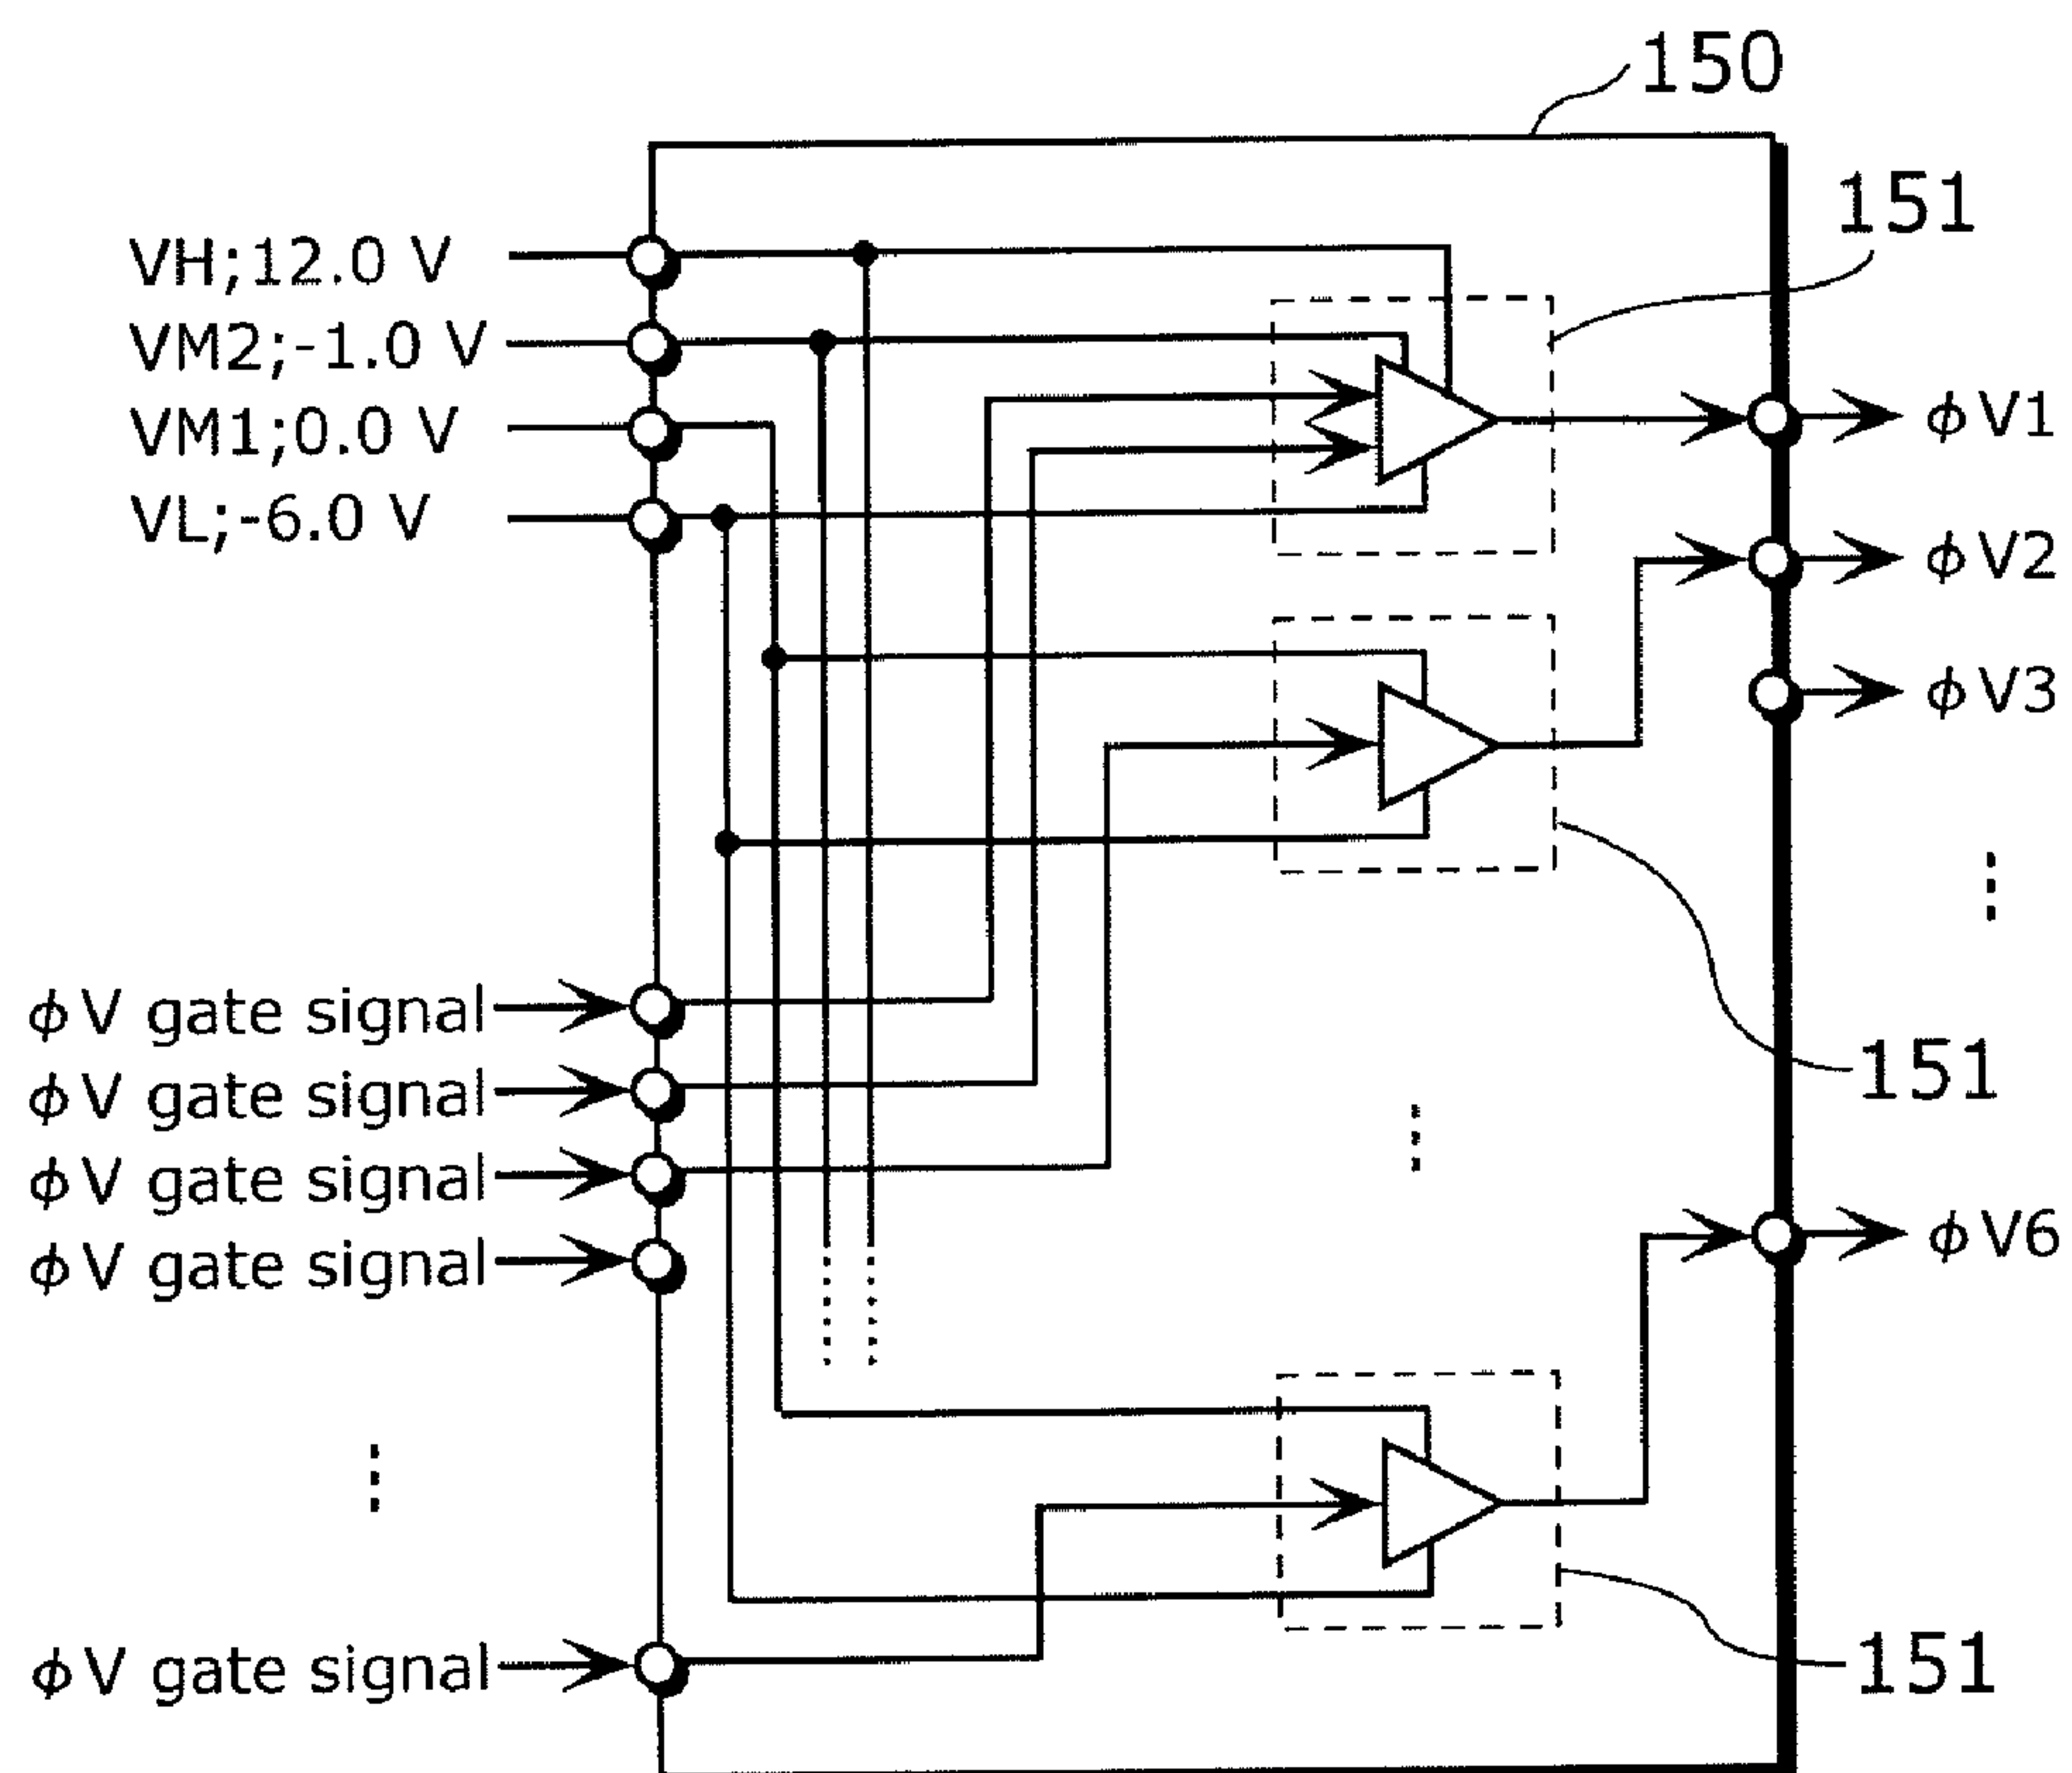 150
151
VH;12.0 V
VM2;-1.0 V
VM1;0.0 V
VL;-6.0 V
ϕV1
ϕV2
ϕV3
ϕV gate signal
ϕV gate signal
151
ϕV gate signal
ϕV gate signal
ϕV6
ϕV gate signal
151